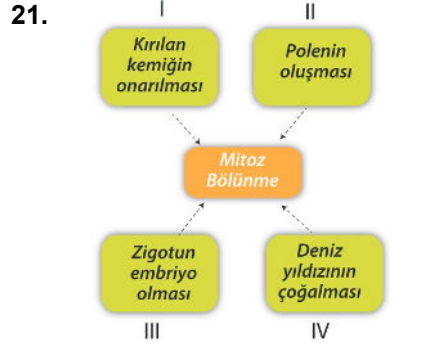 21.
I
II
Kırılan
kemiğin
onarılması
Polenin
oluşması
Mitoz
Bölünme
Zigotun
embriyo
olması
Deniz
yıldızının
çoğalması
III
IV